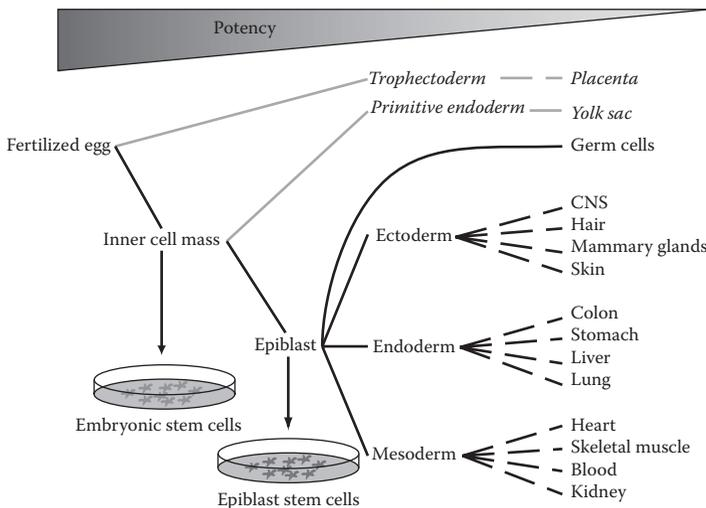 Potency
Trophectoderm
Placenta
Primitive endoderm
Yolk sac
Fertilized egg
Germ cells
CNS
Hair
Ectoderm
Inner cell mass
Mammary glands
Skin
Colon
Stomach
Epiblast
Endoderm
Liver
Lung
Embryonic stem cells
Heart
Skeletal muscle
Mesoderm
Blood
Kidney
Epiblast stem cells